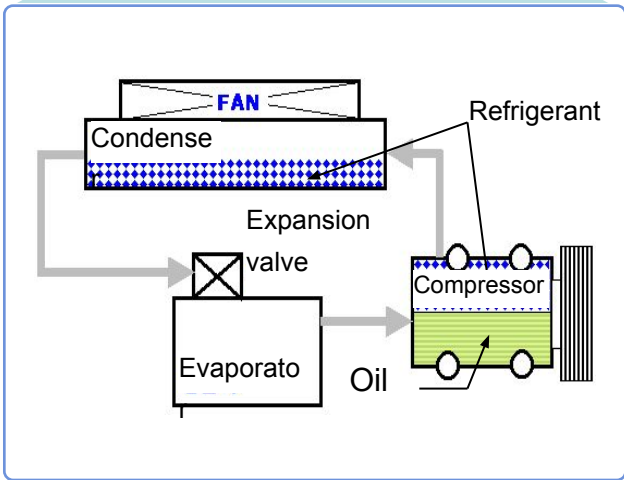 FAN
Refrigerant
Condense
r
Expansion
valve
Compressor
Evaporato
r
Oil